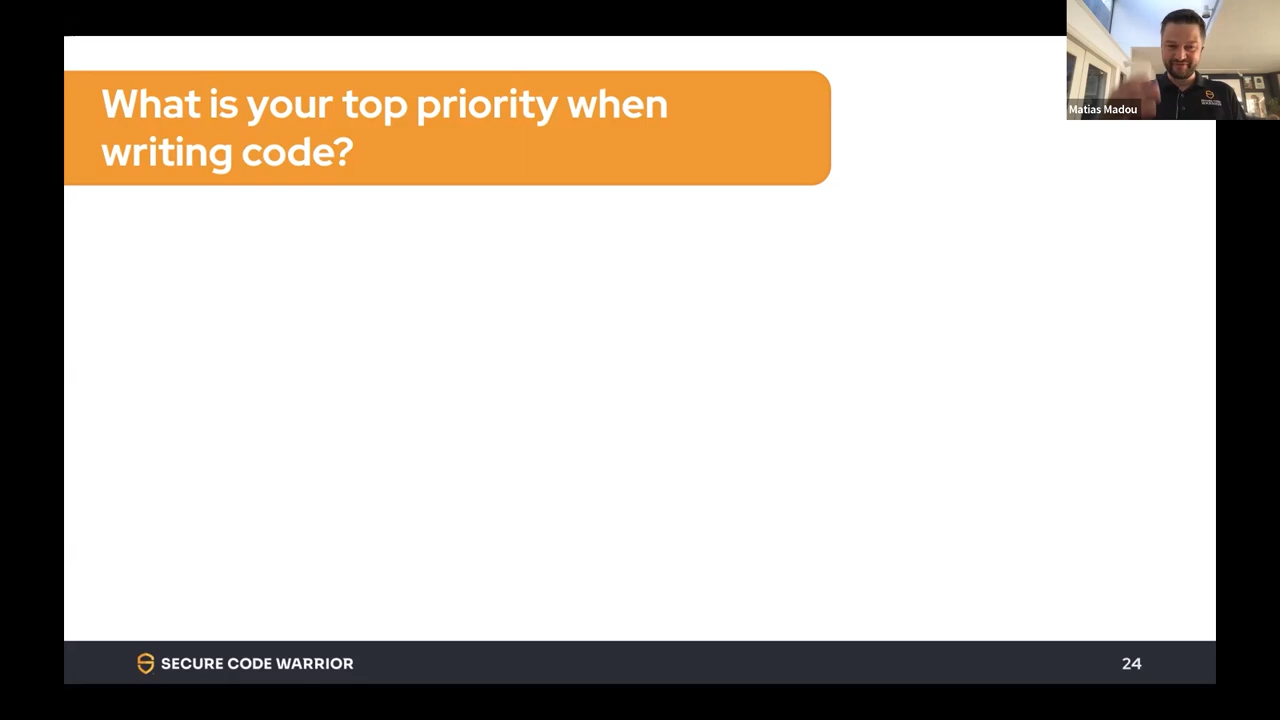 What is your top priority when
writing code?
Matias Madou
SECURE CODE WARRIOR
24